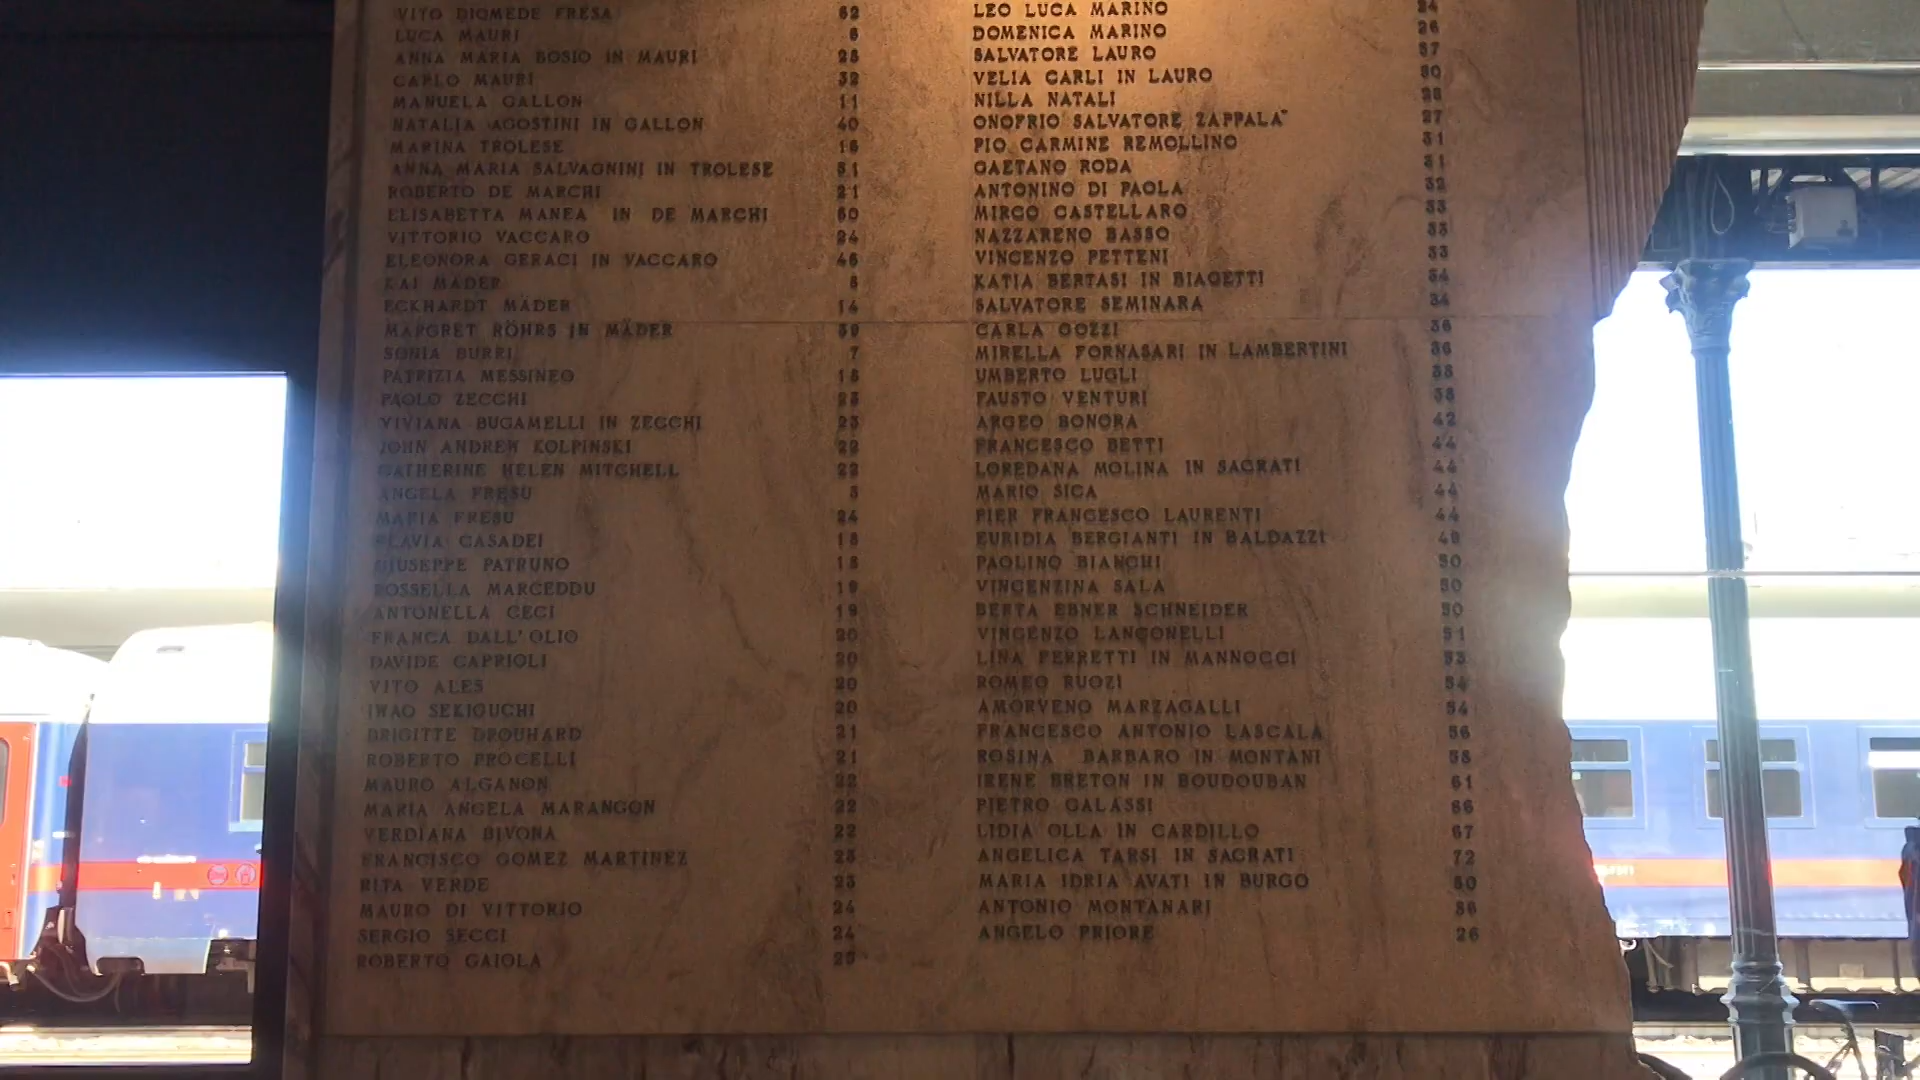 VITO DIOMEDE FRESA 62
LUCA MAURI 6
ANNA MARIA BOSIO IN MAURI 28
CARLO MAURI 32
MANUELA GALLON 11
NATALIA AGOSTINI IN GALLON 40
MARINA TROLESE 16
ANNA MARIA SALVAGNINI IN TROLESE 51
ROBERTO DE MARCHI 21
ELISABETTA MANEA IN DE MARCHI 60
VITTORIO VACCARO 24
ELEONORA GERACI IN VACCARO 46
KAI MÄDER 8
ECKHARDT MÄDER 14
MARGRET RÖHRS IN MÄDER 39
SONIA BURRI 7
PATRIZIA MESSINEO 18
PAOLO ZECCHI 23
VIVIANA BUGAMELLI IN ZECCHI 23
JOHN ANDREW KOLPINSKI 22
CATHERINE HELEN MITCHELL 22
ANGELA FRESU 3
MARIA FRESU 24
FLAVIA CASADEI 18
GIUSEPPE PATRUNO 18
ROSSELLA MARCEDDU 19
ANTONELLA CECI 19
FRANCA DALL'OLIO 20
DAVIDE CAPRIOLI 20
VITO ALES 20
IWAO SEKIGUCHI 20
BRIGITTE DROUHARD 21
ROBERTO PROCELLI 21
MAURO ALGANON 22
MARIA ANGELA MARANGON 22
VERDIANA BIVONA 22
FRANCISCO GOMEZ MARTINEZ 23
RITA VERDE 23
MAURO DI VITTORIO 24
SERGIO SECCI 24
ROBERTO GAIOLA 25
LEO LUCA MARINO 24
DOMENICA MARINO 26
SALVATORE LAURO 57
VELIA CARLI IN LAURO 50
NILLA NATALI 28
ONOFRIO SALVATORE ZAPPALA' 27
PIO CARMINE REMOLLINO 31
GAETANO RODA 31
ANTONINO DI PAOLA 32
MIRCO CASTELLARO 33
NAZZARENO BASSO 33
VINCENZO PETTENI 33
KATIA BERTASI IN BIAGETTI 34
SALVATORE SEMINARA 34
CARLA GOZZI 36
MIRELLA FORNASARI IN LAMBERTINI 36
UMBERTO LUGLI 38
FAUSTO VENTURI 38
ARGEO BONORA 42
FRANCESCO BETTI 44
LOREDANA MOLINA IN SACRATI 44
MARIO SICA 44
PIER FRANCESCO LAURENTI 44
EURIDIA BERGIANTI IN BALDAZZI 49
PAOLINO BIANCHI 50
VINCENZINA SALA 50
BERTA EBNER SCHNEIDER 50
VINCENZO LANCONELLI 51
LINA FERRETTI IN MANNOCCI 53
ROMEO RUOZI 54
AMORVENO MARZAGALLI 54
FRANCESCO ANTONIO LASCALA 56
ROSINA BARBARO IN MONTANI 58
IRENE BRETON IN BOUDOUBAN 61
PIETRO GALASSI 66
LIDIA OLLA IN CARDILLO 67
ANGELICA TARSI IN SACRATI 72
MARIA IDRIA AVATI IN BURGO 80
ANTONIO MONTANARI 86
ANGELO PRIORE 26